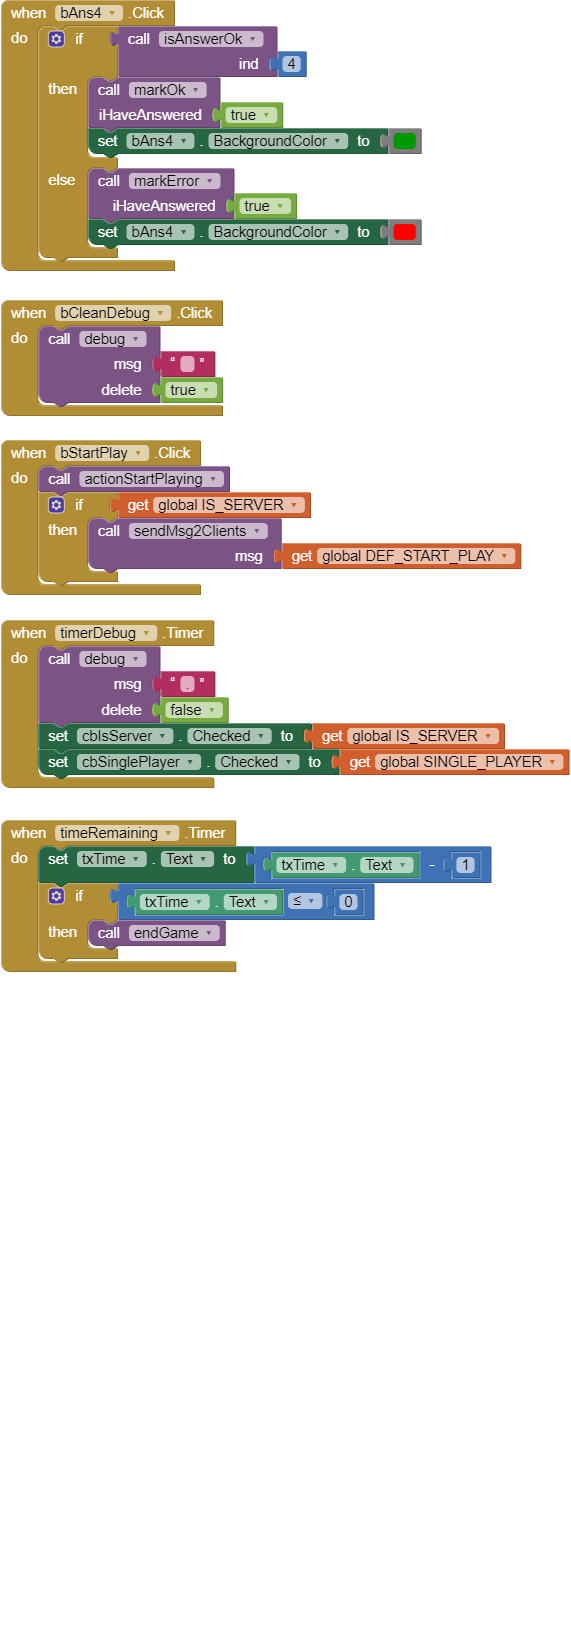 when bAns4 .Click
do if call isAnswerOk
ind 4
then call markOk
iHaveAnswered true
set bAns4 . BackgroundColor to
else call markError
iHaveAnswered true
set bAns4 . BackgroundColor to
when bCleanDebug .Click
do call debug
msg “ ”
delete true
when bStartPlay .Click
do call actionStartPlaying
if get global IS_SERVER
then call sendMsg2Clients
msg get global DEF_START_PLAY
when timerDebug .Timer
do call debug
msg “ . ”
delete false
set cbIsServer . Checked to get global IS_SERVER
set cbSinglePlayer . Checked to get global SINGLE_PLAYER
when timeRemaining .Timer
do set txTime . Text to txTime . Text - 1
if txTime . Text ≤ 0
then call endGame